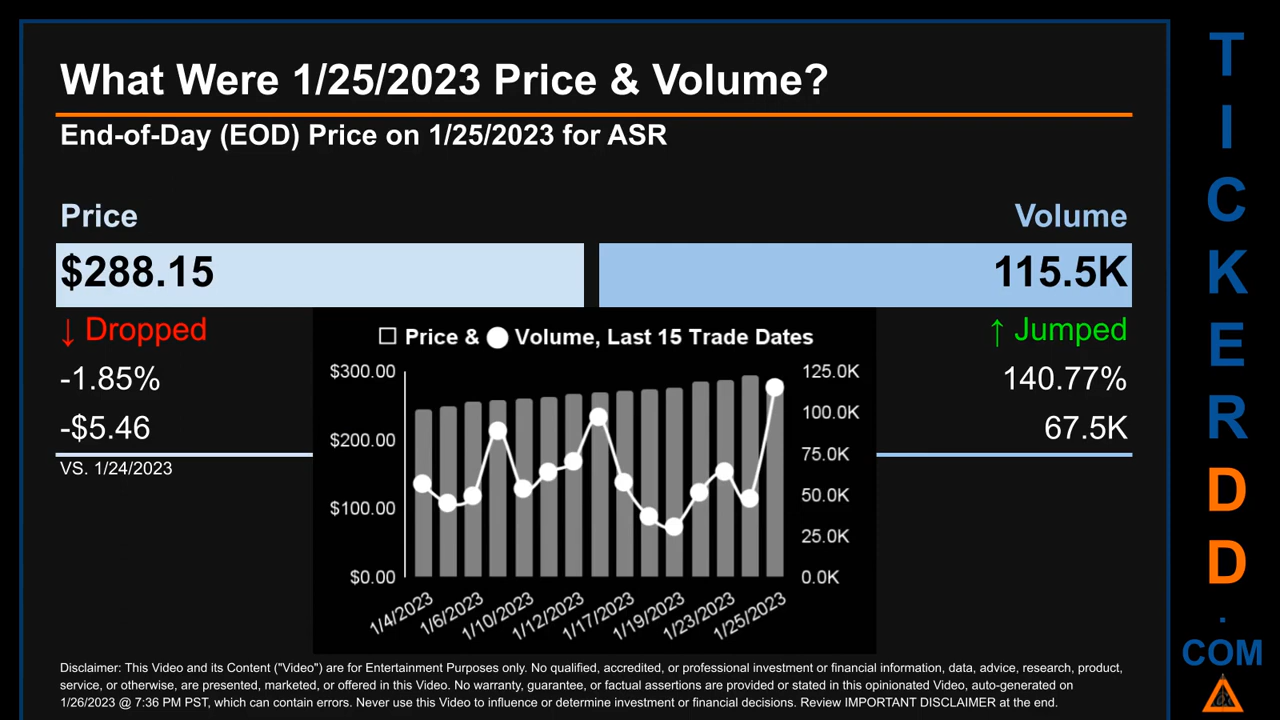 What Were 1/25/2023 Price & Volume?
End-of-Day (EOD) Price on 1/25/2023 for ASR
Price
Volume
$288.15
115.5K
↓ Dropped
↑ Jumped
-1.85%
140.77%
-$5.46
67.5K
VS. 1/24/2023
Price & Volume, Last 15 Trade Dates
$300.00
$200.00
$100.00
$0.00
125.0K
100.0K
75.0K
50.0K
25.0K
0.0K
1/4/2023
1/6/2023
1/10/2023
1/12/2023
1/17/2023
1/19/2023
1/23/2023
1/25/2023
Disclaimer: This Video and its Content ("Video") are for Entertainment Purposes only. No qualified, accredited, or professional investment or financial information, data, advice, research, product,
service, or otherwise, are presented, marketed, or offered in this Video. No warranty, guarantee, or factual assertions are provided or stated in this opinionated Video, auto-generated on
1/26/2023 @ 7:36 PM PST, which can contain errors. Never use this Video to influence or determine investment or financial decisions. Review IMPORTANT DISCLAIMER at the end.
T
I
C
K
E
R
D
D
.
COM